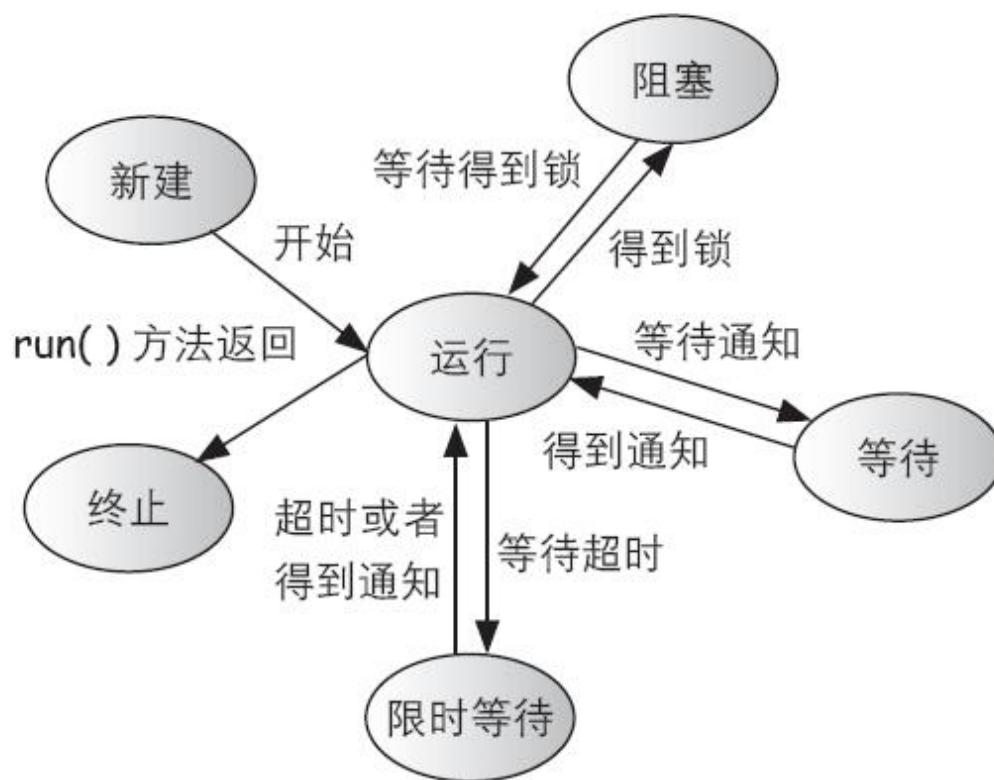 阻塞
新建
等待得到锁
开始
得到锁
run( ) 方法返回
运行
等待通知
得到通知
等待
终止
超时或者
得到通知
等待超时
限时等待